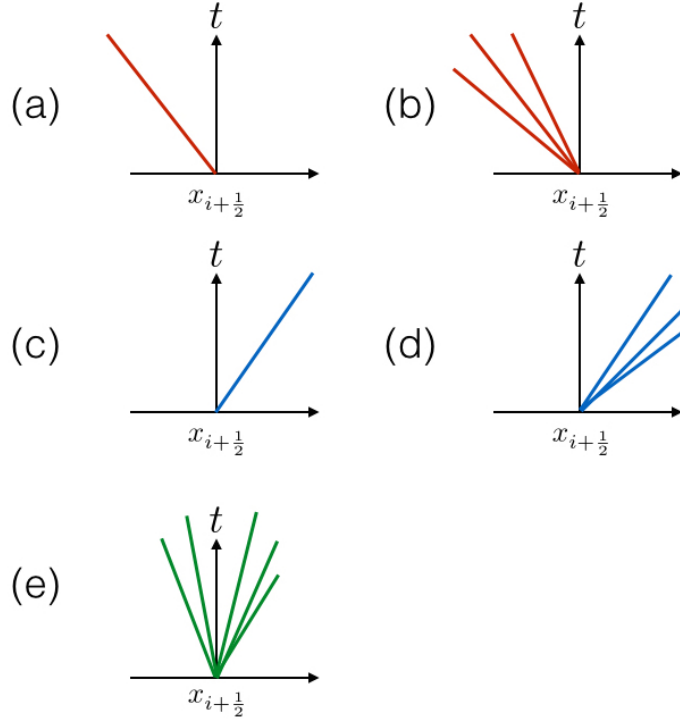 t t
(a) (b)
x_{i+\frac{1}{2}} x_{i+\frac{1}{2}}
t t
(c) (d)
x_{i+\frac{1}{2}} x_{i+\frac{1}{2}}
t
(e)
x_{i+\frac{1}{2}}